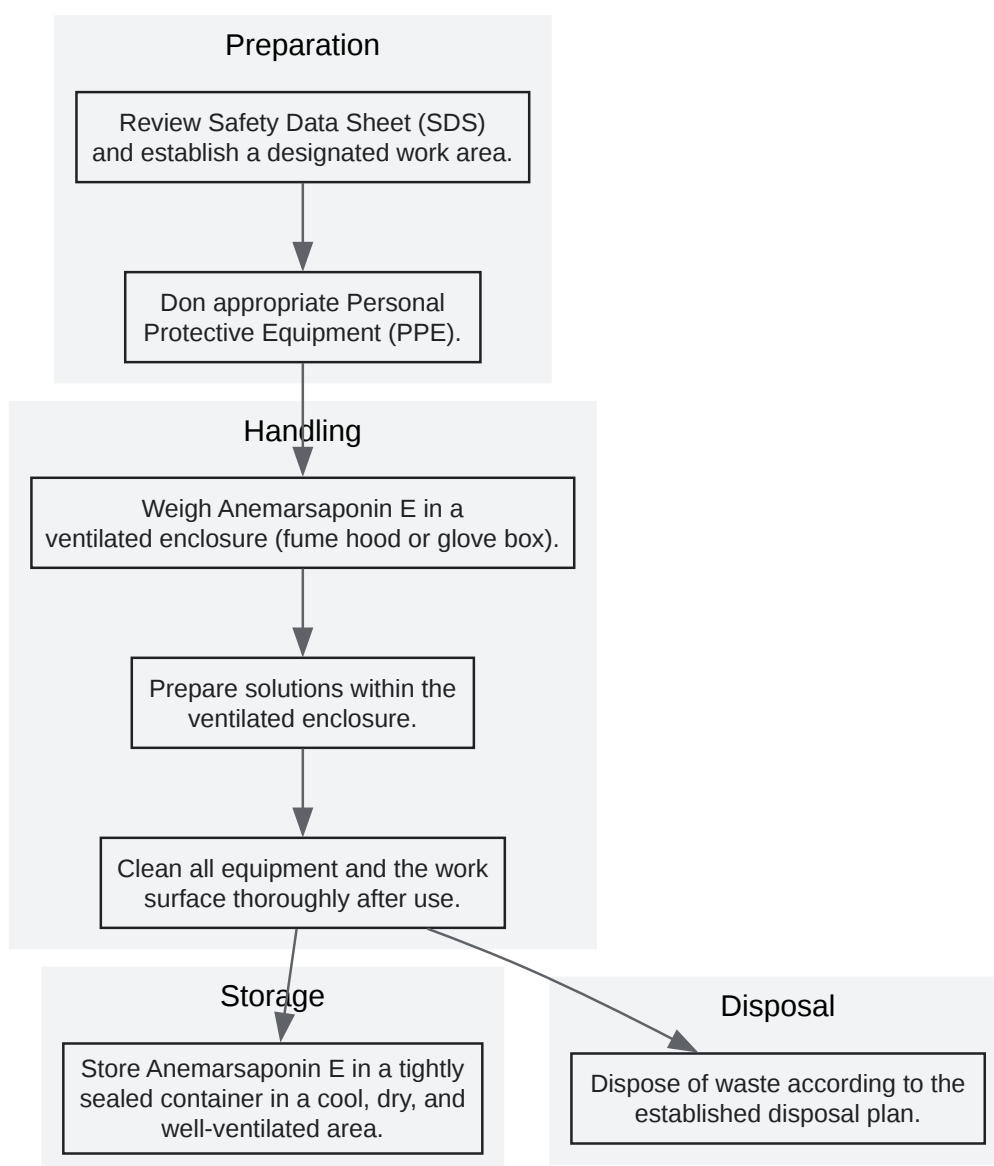 Preparation
Review Safety Data Sheet (SDS)
and establish a designated work area.
Don appropriate Personal
Protective Equipment (PPE).
Handling
Weigh Anemarsaponin E in a
ventilated enclosure (fume hood or glove box).
Prepare solutions within the
ventilated enclosure.
Clean all equipment and the work
surface thoroughly after use.
Storage
Store Anemarsaponin E in a tightly
sealed container in a cool, dry, and
well-ventilated area.
Disposal
Dispose of waste according to the
established disposal plan.